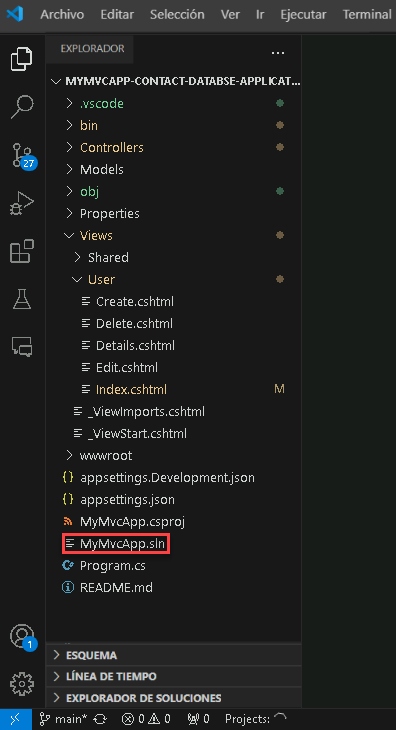 Archivo Editar Selección Ver Ir Ejecutar Terminal
EXPLORADOR ...
MYMVCAPP-CONTACT-DATABSE-APPLICAT...
.vscode
bin
Controllers
27
Models
obj
Properties
Views
Shared
User
Create.cshtml
Delete.cshtml
Details.cshtml
Edit.cshtml
Index.cshtml M
_ViewImports.cshtml
_ViewStart.cshtml
wwwroot
{} appsettings.Development.json
{} appsettings.json
MyMvcApp.csproj
MyMvcApp.sln
Program.cs
README.md
1
ESQUEMA
LÍNEA DE TIEMPO
EXPLORADOR DE SOLUCIONES
main* 0 0 0 Projects: